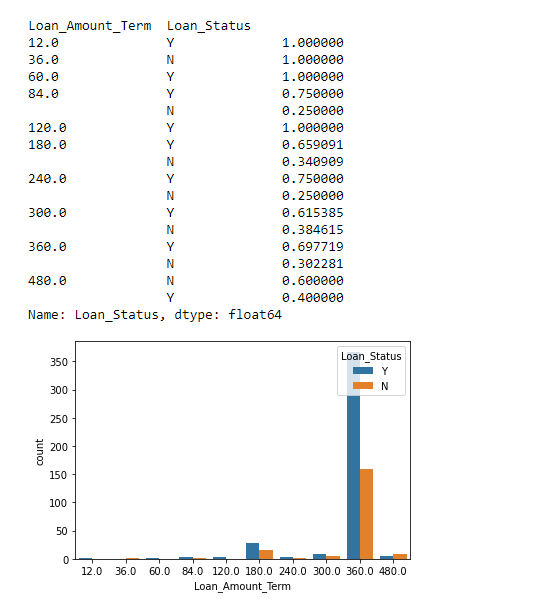 Loan_Amount_Term  Loan_Status
12.0              Y              1.000000
36.0              N              1.000000
60.0              Y              1.000000
84.0              Y              0.750000
                  N              0.250000
120.0             Y              1.000000
180.0             Y              0.659091
                  N              0.340909
240.0             Y              0.750000
                  N              0.250000
300.0             Y              0.615385
                  N              0.384615
360.0             Y              0.697719
                  N              0.302281
480.0             N              0.600000
                  Y              0.400000
Name: Loan_Status, dtype: float64
Loan_Status
Y
N
350
300
250
200
150
100
50
0
count
12.0 36.0 60.0 84.0 120.0 180.0 240.0 300.0 360.0 480.0
Loan_Amount_Term